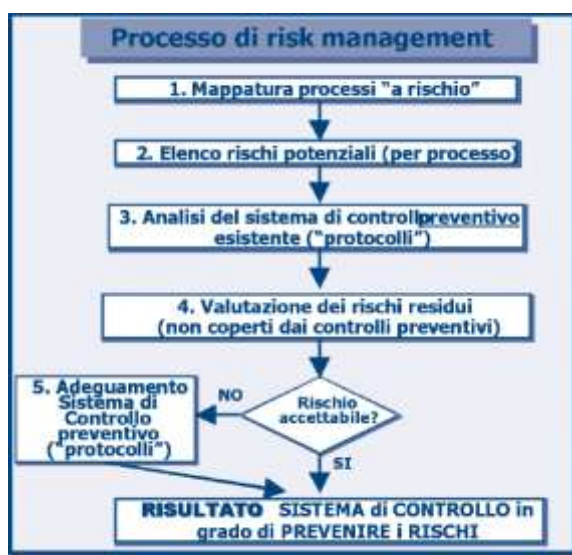 Processo di risk management
1. Mappatura processi "a rischio"
2. Elenco rischi potenziali (per processo)
3. Analisi del sistema di controllo preventivo
esistente ("protocolli")
4. Valutazione dei rischi residui
(non coperti dai controlli preventivi)
5. Adeguamento
Sistema di
Controllo
preventivo
("protocolli")
NO
Rischio
accettabile?
SI
RISULTATO SISTEMA di CONTROLLO in
grado di PREVENIRE i RISCHI